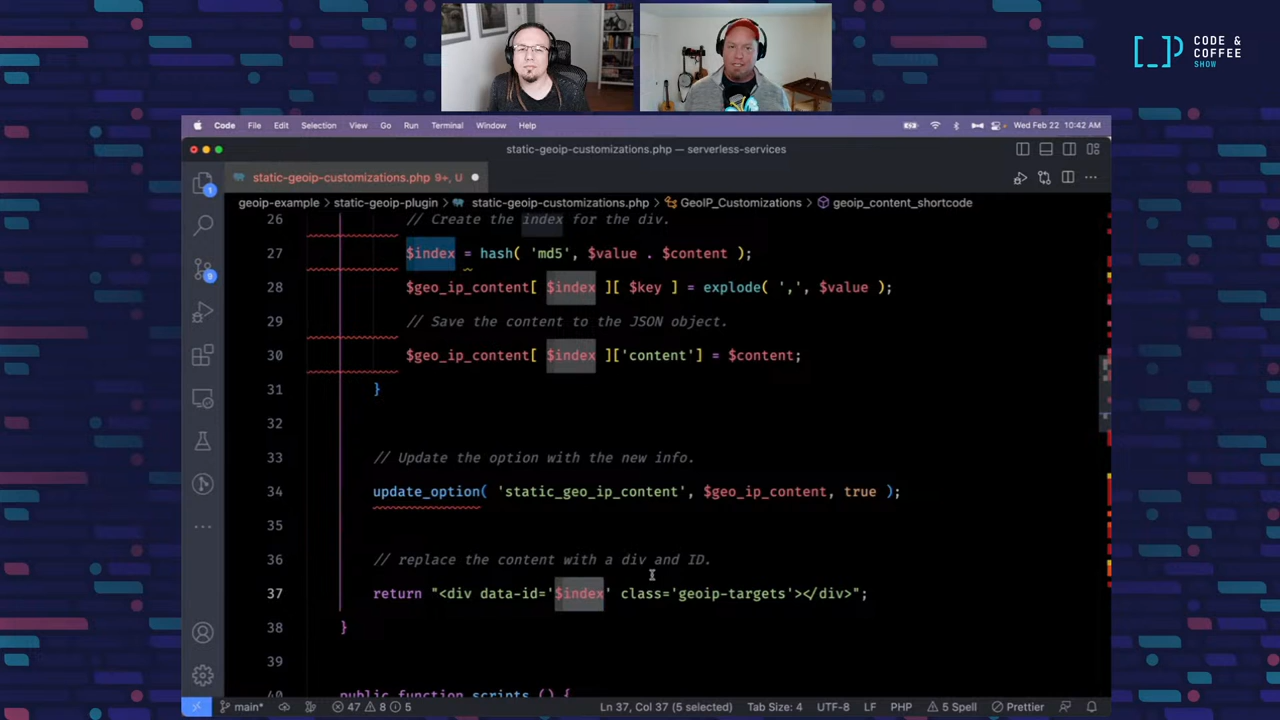 CODE &
COFFEE
SHOW
Code File Edit Selection View Go Run Terminal Window Help Wed Feb 22 10:42 AM
static-geoip-customizations.php — serverless-services
static-geoip-customizations.php 9+, U
geoip-example > static-geoip-plugin > static-geoip-customizations.php > GeoIP_Customizations > geoip_content_shortcode
26 // Create the index for the div.
27 $index = hash( 'md5', $value . $content );
28 $geo_ip_content[ $index ][ $key ] = explode( ',', $value );
29 // Save the content to the JSON object.
30 $geo_ip_content[ $index ]['content'] = $content;
31 }
32
33 // Update the option with the new info.
34 update_option( 'static_geo_ip_content', $geo_ip_content, true );
35
36 // replace the content with a div and ID.
37 return "<div data-id='$index' class='geoip-targets'></div>";
38 }
39
40 public function scripts () {
1
9
main* 47 8 5 Ln 37, Col 37 (5 selected) Tab Size: 4 UTF-8 LF PHP 5 Spell Prettier